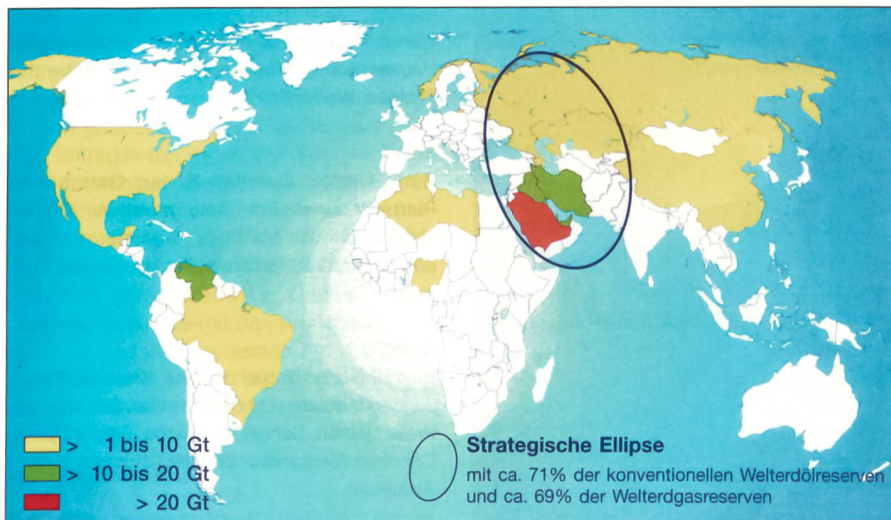 > 1 bis 10 Gt
> 10 bis 20 Gt
> 20 Gt
Strategische Ellipse
mit ca. 71% der konventionellen Welterdölreserven
und ca. 69% der Welterdgasreserven